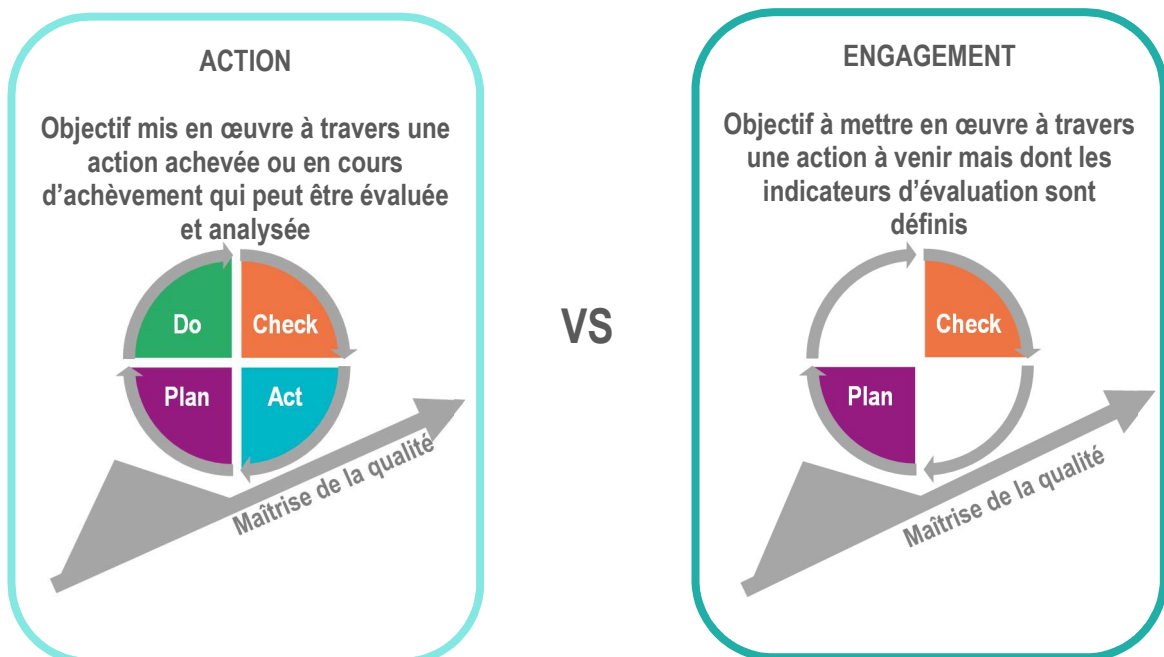 ACTION
Objectif mis en œuvre à travers une
action achevée ou en cours
d’achèvement qui peut être évaluée
et analysée
Do
Check
Plan
Act
Maîtrise de la qualité
VS
ENGAGEMENT
Objectif à mettre en œuvre à travers
une action à venir mais dont les
indicateurs d’évaluation sont
définis
Check
Plan
Maîtrise de la qualité